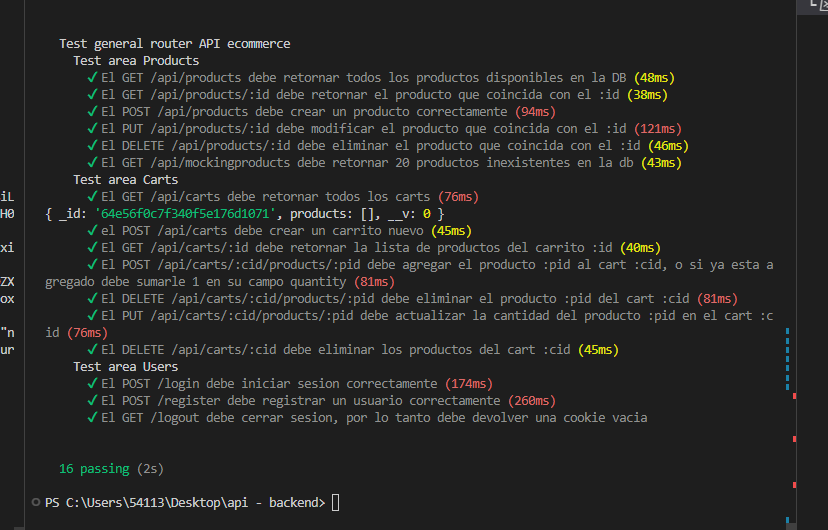 Test general router API ecommerce
Test area Products
✓ El GET /api/products debe retornar todos los productos disponibles en la DB (48ms)
✓ El GET /api/products/:id debe retornar el producto que coincida con el :id (38ms)
✓ El POST /api/products debe crear un producto correctamente (94ms)
✓ El PUT /api/products/:id debe modificar el producto que coincida con el :id (121ms)
✓ El DELETE /api/products/:id debe eliminar el producto que coincida con el :id (46ms)
✓ El GET /api/mockingproducts debe retornar 20 productos inexistentes en la db (43ms)
Test area Carts
iL ✓ El GET /api/carts debe retornar todos los carts (76ms)
H0 { _id: '64e56f0c7f340f5e176d1071', products: [], __v: 0 }
✓ el POST /api/carts debe crear un carrito nuevo (45ms)
xi ✓ El GET /api/carts/:id debe retornar la lista de productos del carrito :id (40ms)
✓ El POST /api/carts/:cid/products/:pid debe agregar el producto :pid al cart :cid, o si ya esta a
ZX gregado debe sumarle 1 en su campo quantity (81ms)
ox ✓ El DELETE /api/carts/:cid/products/:pid debe eliminar el producto :pid del cart :cid (81ms)
✓ El PUT /api/carts/:cid/products/:pid debe actualizar la cantidad del producto :pid en el cart :c
"n id (76ms)
ur ✓ El DELETE /api/carts/:cid debe eliminar los productos del cart :cid (45ms)
Test area Users
✓ El POST /login debe iniciar sesion correctamente (174ms)
✓ El POST /register debe registrar un usuario correctamente (260ms)
✓ El GET /logout debe cerrar sesion, por lo tanto debe devolver una cookie vacia
16 passing (2s)
PS C:\Users\54113\Desktop\api - backend>